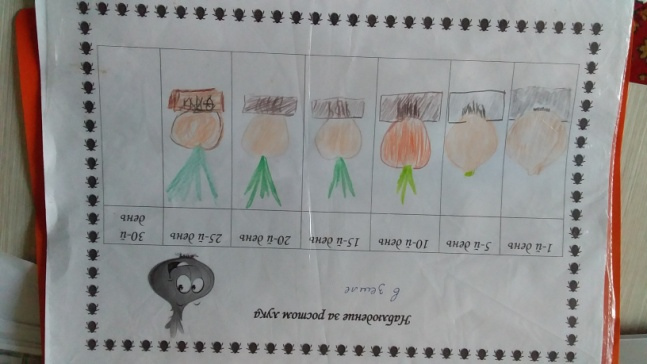 Наблюдение за ростом лука
в земле
1-й день 5-й день 10-й день 15-й день 20-й день 25-й день 30-й день